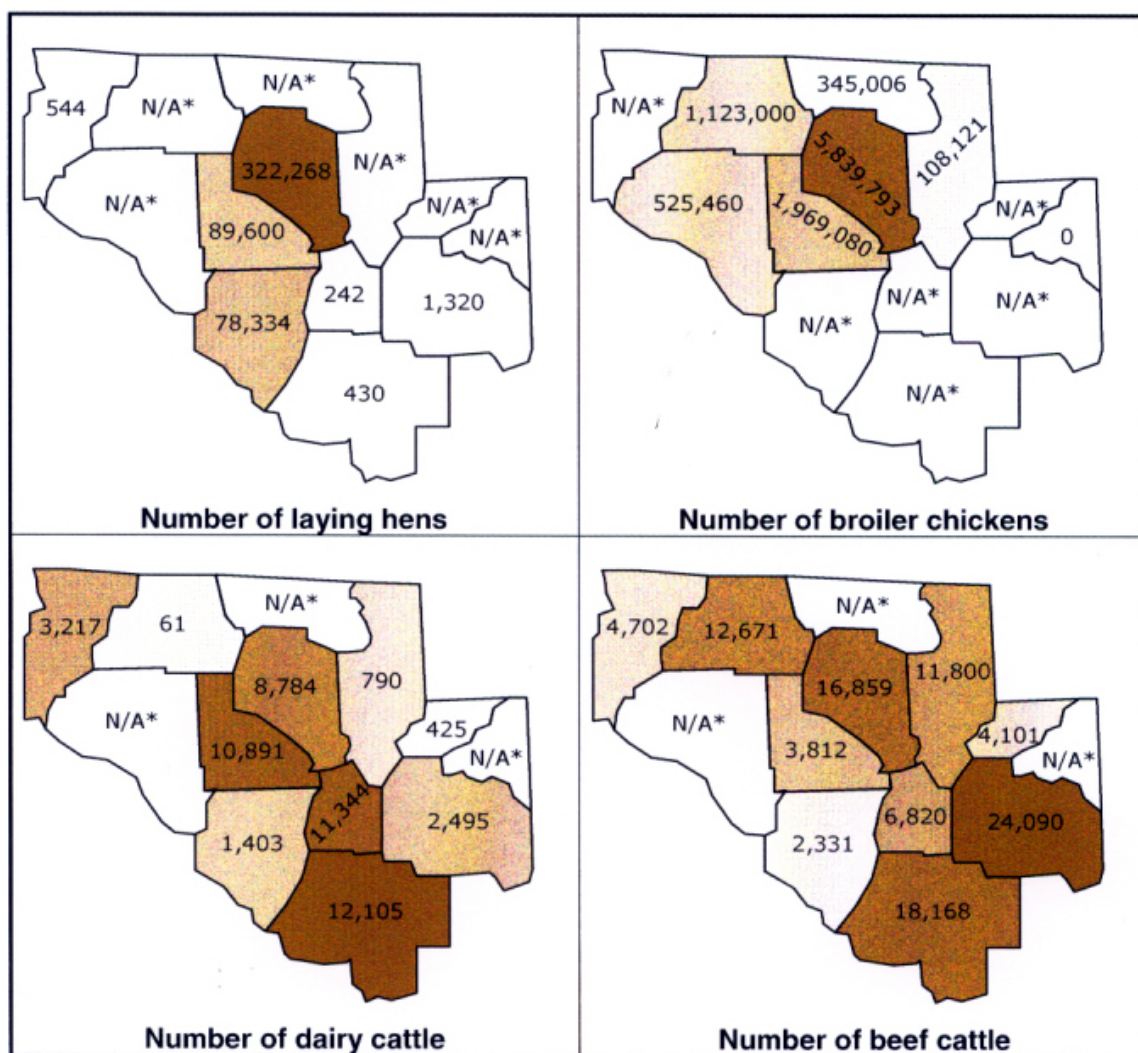 544
N/A*
N/A*
N/A*
322,268
N/A*
89,600
N/A*
N/A*
78,334
242
1,320
430
Number of laying hens
N/A*
1,123,000
345,006
5,839,793
108,121
525,460
1,969,080
N/A*
0
N/A*
N/A*
N/A*
N/A*
Number of broiler chickens
3,217
61
N/A*
8,784
790
N/A*
10,891
425
N/A*
1,403
11,344
2,495
12,105
Number of dairy cattle
4,702
12,671
N/A*
16,859
11,800
N/A*
3,812
4,101
N/A*
2,331
6,820
24,090
18,168
Number of beef cattle